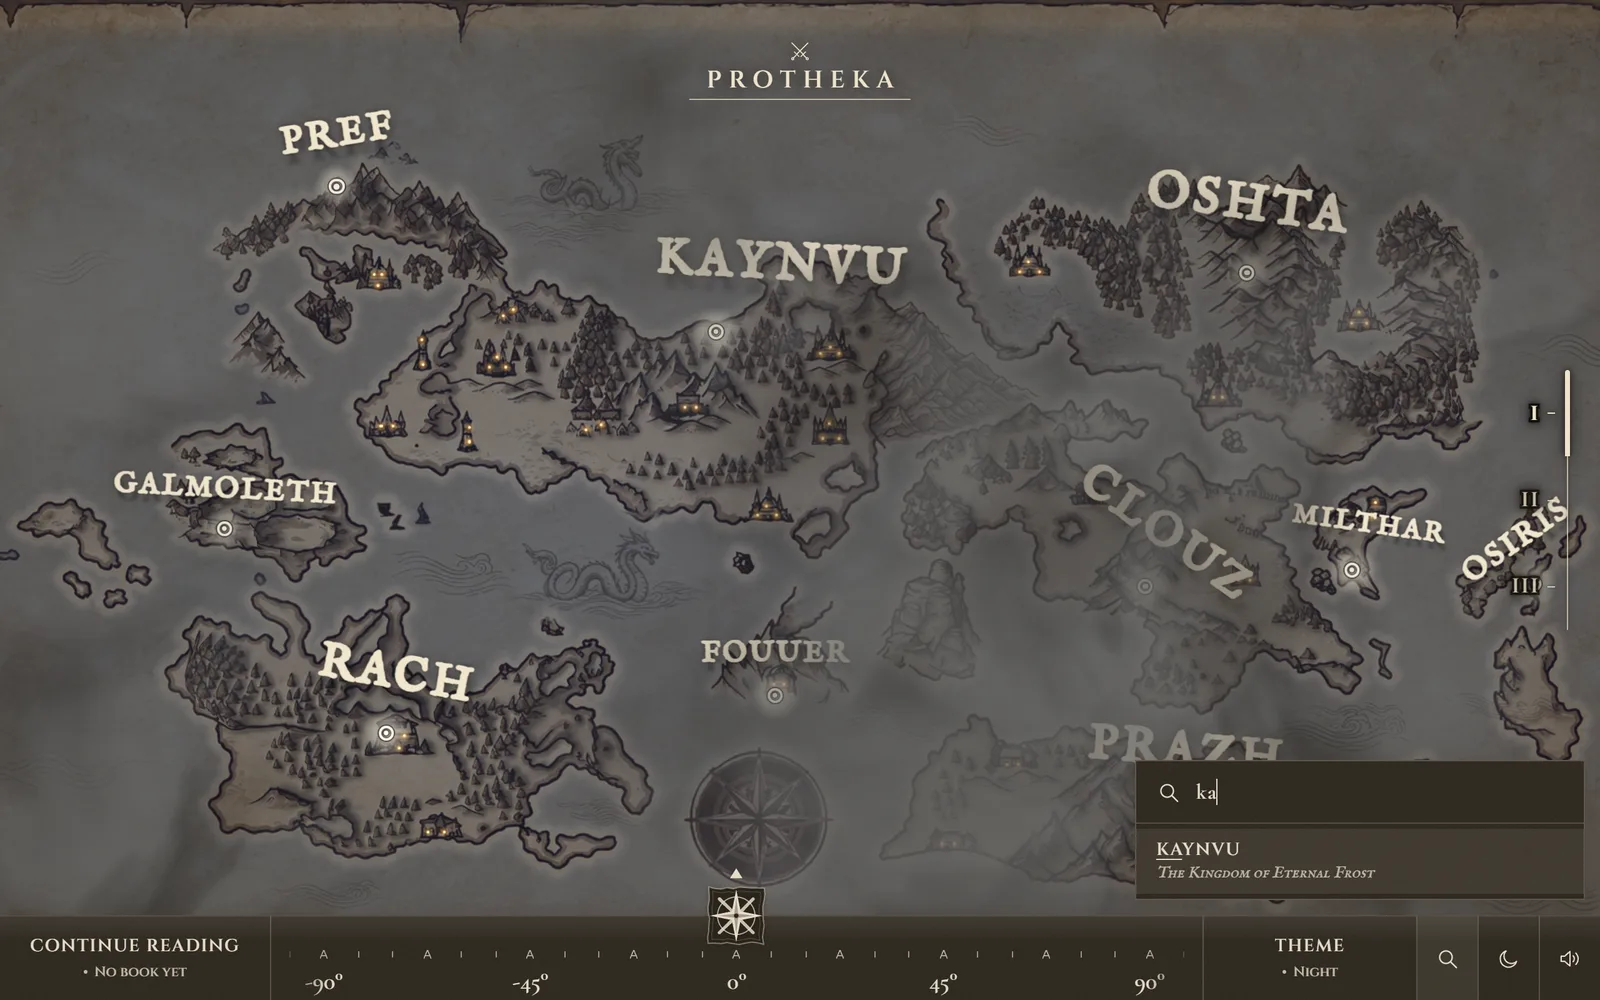 PROTHEKA
PREF
OSHTA
KAYNVU
I
GALMOLETH
CLOUZ
MILTHAR
II
OSIRIS
III
RACH
FOUUER
PRAZH
ka
KAYNVU
The Kingdom of Eternal Frost
CONTINUE READING
• No book yet
A A A A A A A A A
-90° -45° 0° 45° 90°
THEME
• Night